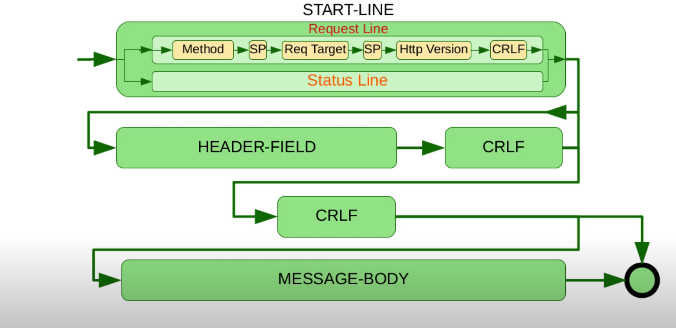 START-LINE
Request Line
Method SP Req Target SP Http Version CRLF
Status Line
HEADER-FIELD CRLF
CRLF
MESSAGE-BODY